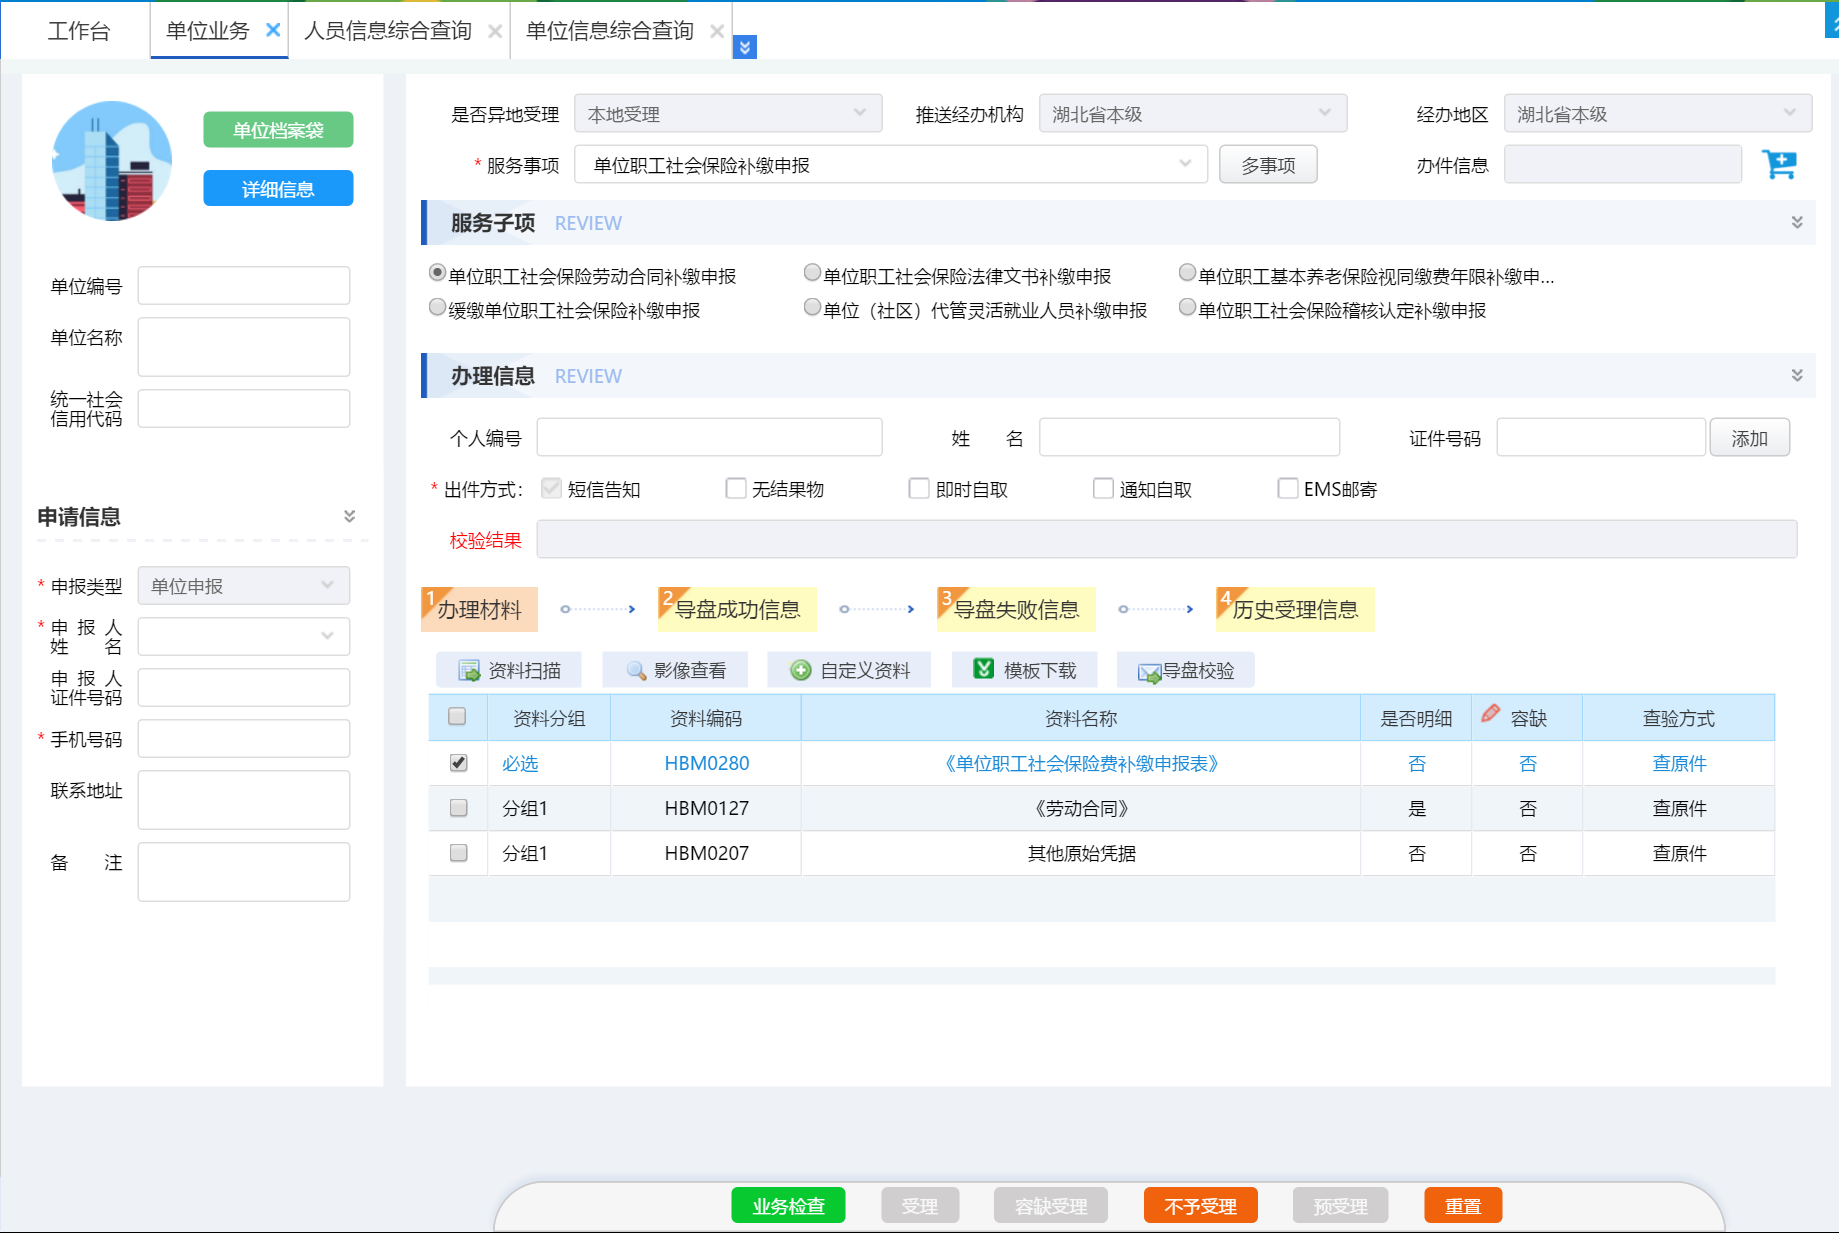 工作台 单位业务 人员信息综合查询 单位信息综合查询
单位档案袋
详细信息
单位编号
单位名称
统一社会
信用代码
申请信息
* 申报类型 单位申报
* 申 报 人
姓 名
申 报 人
证件号码
* 手机号码
联系地址
备 注
是否异地受理 本地受理 推送经办机构 湖北省本级 经办地区 湖北省本级
* 服务事项 单位职工社会保险补缴申报 多事项 办件信息
服务子项 REVIEW
单位职工社会保险劳动合同补缴申报 单位职工社会保险法律文书补缴申报 单位职工基本养老保险视同缴费年限补缴申...
缓缴单位职工社会保险补缴申报 单位（社区）代管灵活就业人员补缴申报 单位职工社会保险稽核认定补缴申报
办理信息 REVIEW
个人编号 姓 名 证件号码 添加
* 出件方式： 短信告知 无结果物 即时自取 通知自取 EMS邮寄
校验结果
1 办理材料 2 导盘成功信息 3 导盘失败信息 4 历史受理信息
资料扫描 影像查看 自定义资料 模板下载 导盘校验
资料分组 资料编码 资料名称 是否明细 容缺 查验方式
必选 HBM0280 《单位职工社会保险费补缴申报表》 否 否 查原件
分组1 HBM0127 《劳动合同》 是 否 查原件
分组1 HBM0207 其他原始凭据 否 否 查原件
业务检查 受理 容缺受理 不予受理 预受理 重置